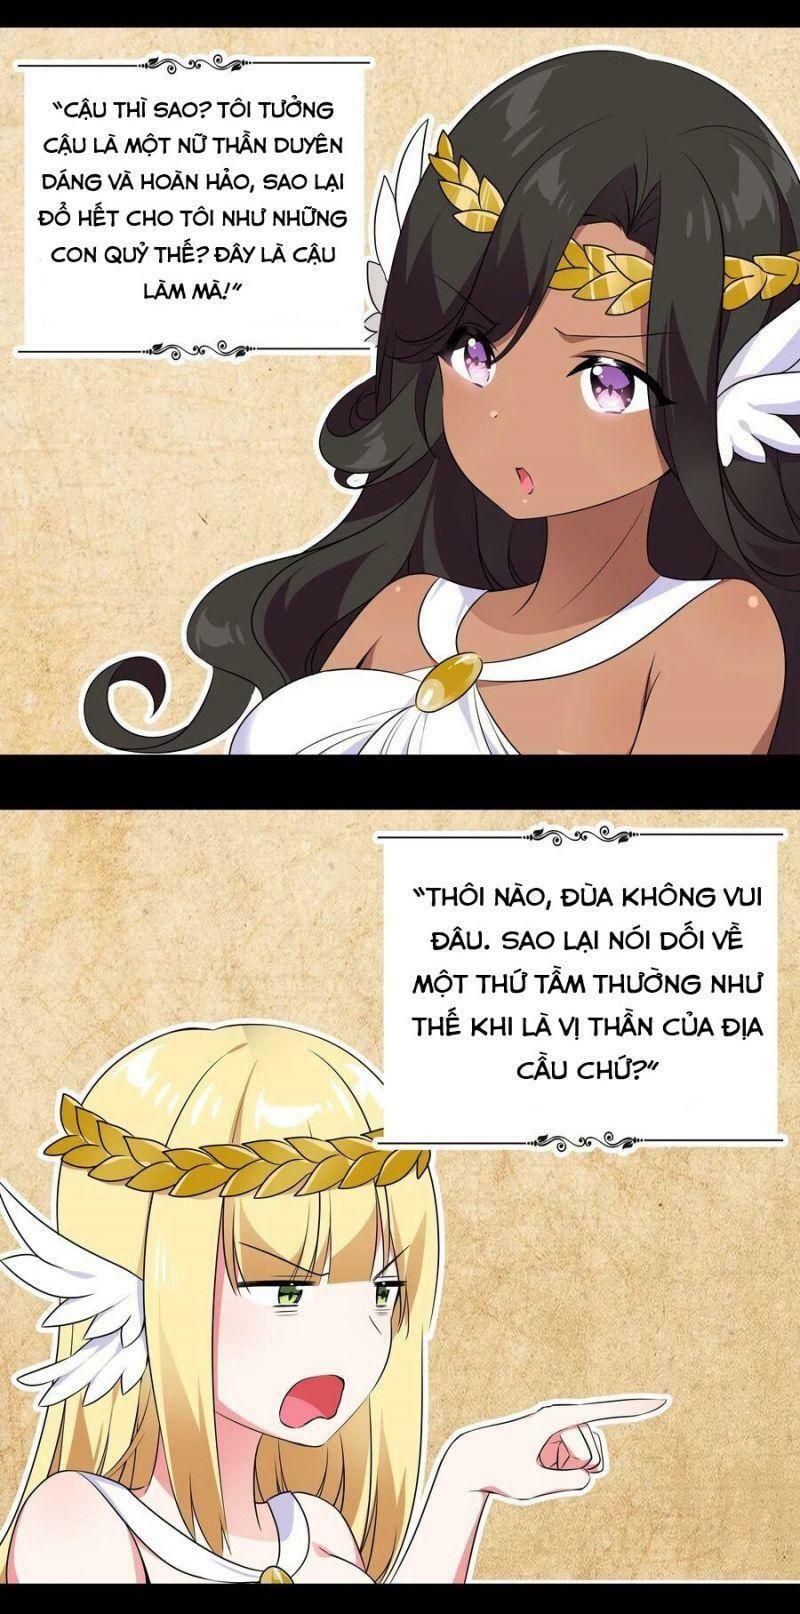 "CẬU THÌ SAO? TÔI TƯỞNG
CẬU LÀ MỘT NỮ THẦN DUYÊN
DÁNG VÀ HOÀN HẢO, SAO LẠI
ĐỔ HẾT CHO TÔI NHƯ NHỮNG
CON QUỶ THẾ? ĐÂY LÀ CẬU
LÀM MÀ!"
"THÔI NÀO, ĐÙA KHÔNG VUI
ĐÂU. SAO LẠI NÓI DỐI VỀ
MỘT THỨ TẦM THƯỜNG NHƯ
THẾ KHI LÀ VỊ THẦN CỦA ĐỊA
CẦU CHỨ?"